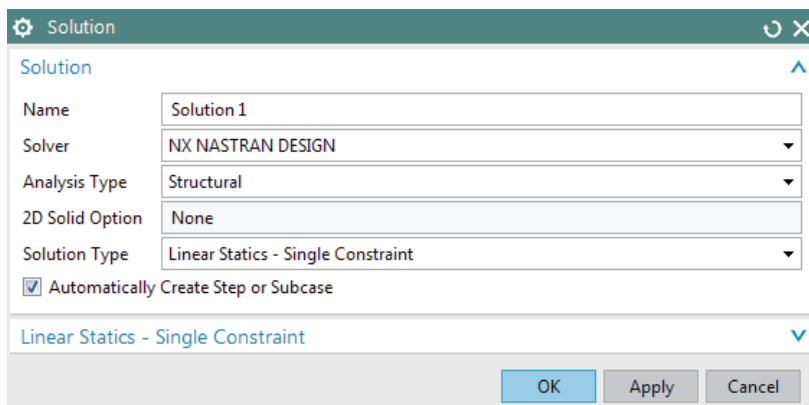 Solution
Solution
Name Solution 1
Solver NX NASTRAN DESIGN
Analysis Type Structural
2D Solid Option None
Solution Type Linear Statics - Single Constraint
Automatically Create Step or Subcase
Linear Statics - Single Constraint
OK Apply Cancel